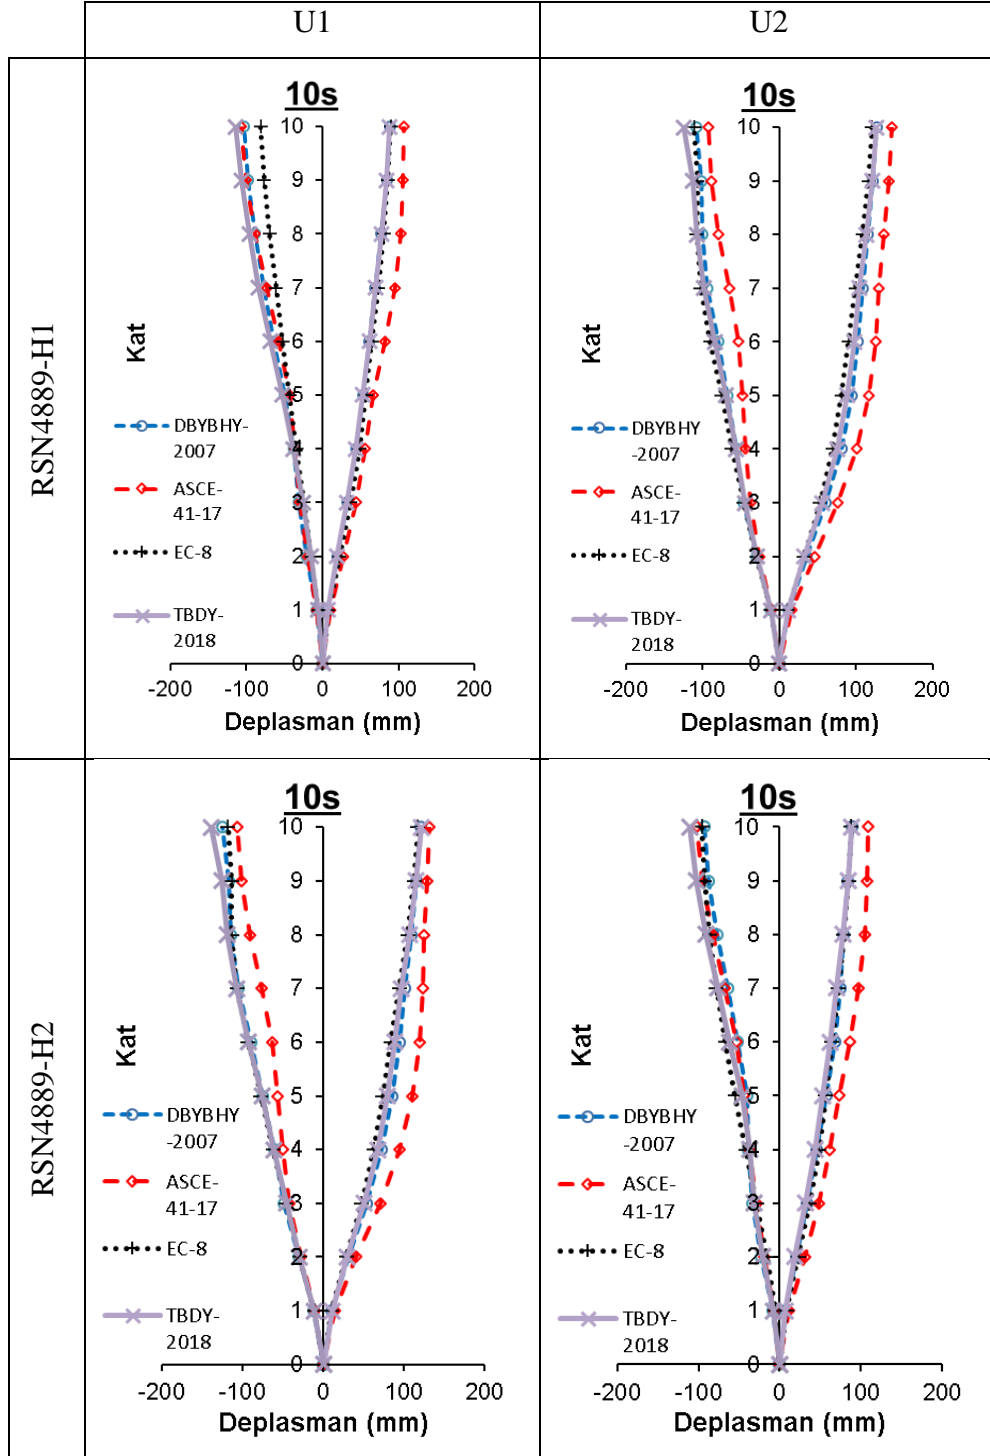 U1
U2
RSN4889-H1
10s
10
9
8
7
6
5
4
3
2
1
0
Kat
DBYBHY-
2007
ASCE-
41-17
EC-8
TBDY-
2018
-200 -100 0 100 200
Deplasman (mm)
10s
10
9
8
7
6
5
4
3
2
1
0
Kat
DBYBHY
-2007
ASCE-
41-17
EC-8
TBDY-
2018
-200 -100 0 100 200
Deplasman (mm)
RSN4889-H2
10s
10
9
8
7
6
5
4
3
2
1
0
Kat
DBYBHY
-2007
ASCE-
41-17
EC-8
TBDY-
2018
-200 -100 0 100 200
Deplasman (mm)
10s
10
9
8
7
6
5
4
3
2
1
0
Kat
DBYBHY
-2007
ASCE-
41-17
EC-8
TBDY-
2018
-200 -100 0 100 200
Deplasman (mm)